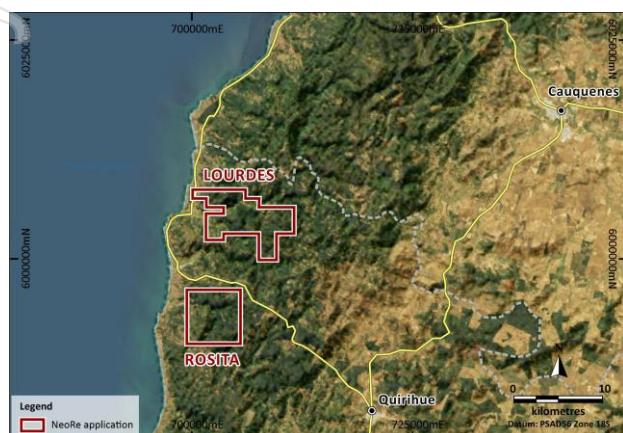 700000mE
725000mE
6025000mN
6025000mN
Cauquenes
LOURDES
6000000mN
6000000mN
ROSITA
Quirihue
0 10
kilometres
Datum: PSAD56 Zone 18S
Legend
NeoRe application
700000mE
725000mE